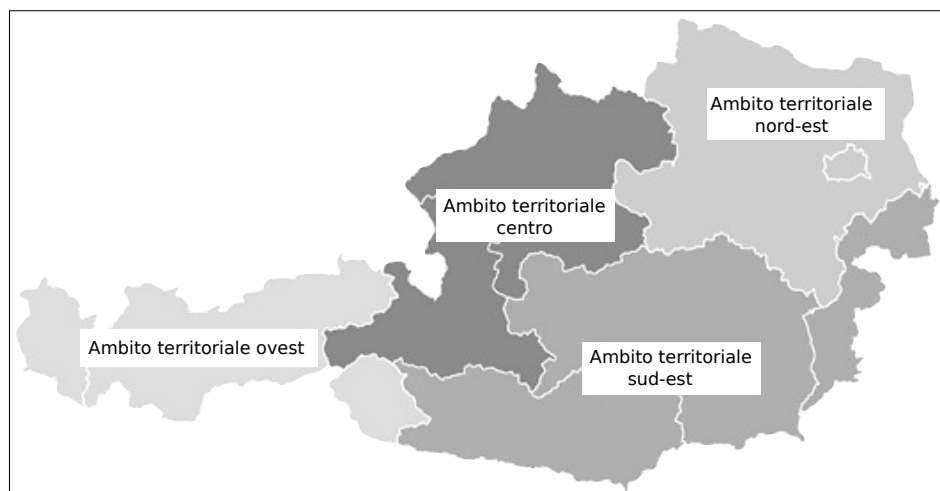 Ambito territoriale
nord-est
Ambito territoriale
centro
Ambito territoriale ovest
Ambito territoriale
sud-est